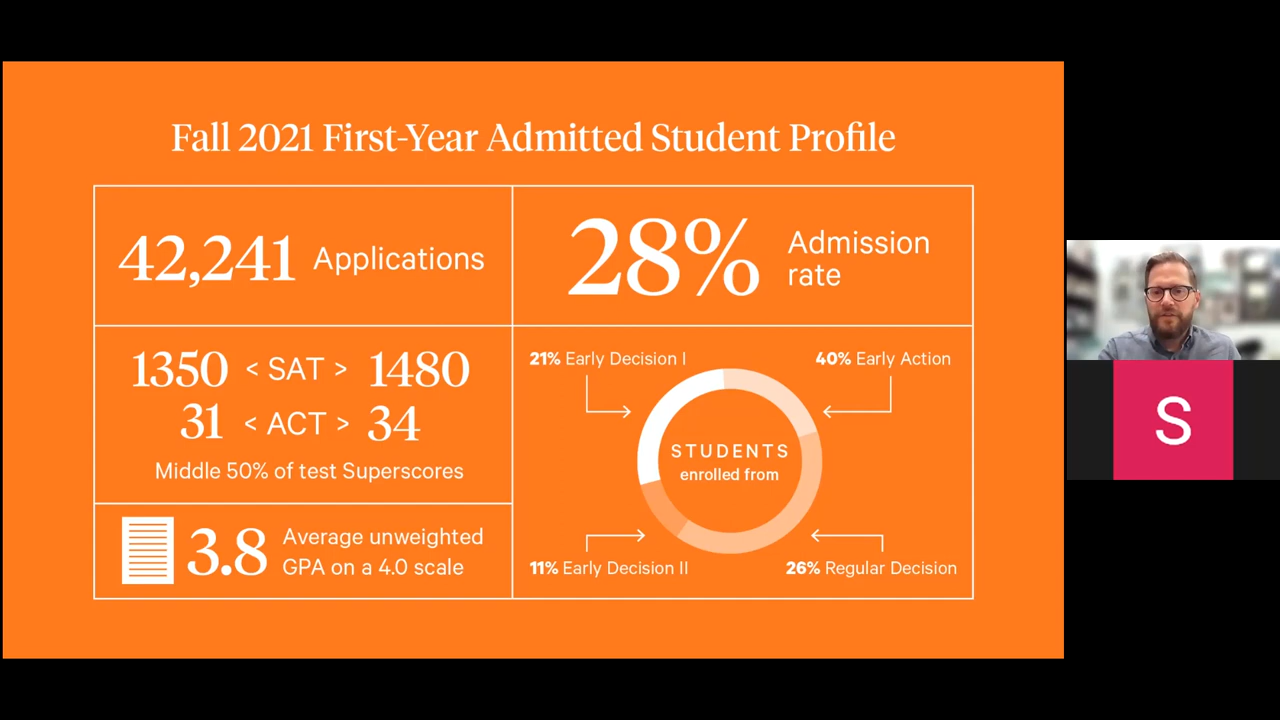 Fall 2021 First-Year Admitted Student Profile
42,241 Applications
28% Admission
rate
1350 < SAT > 1480
31 < ACT > 34
Middle 50% of test Superscores
3.8 Average unweighted
GPA on a 4.0 scale
21% Early Decision I
40% Early Action
STUDENTS
enrolled from
11% Early Decision II
26% Regular Decision
S